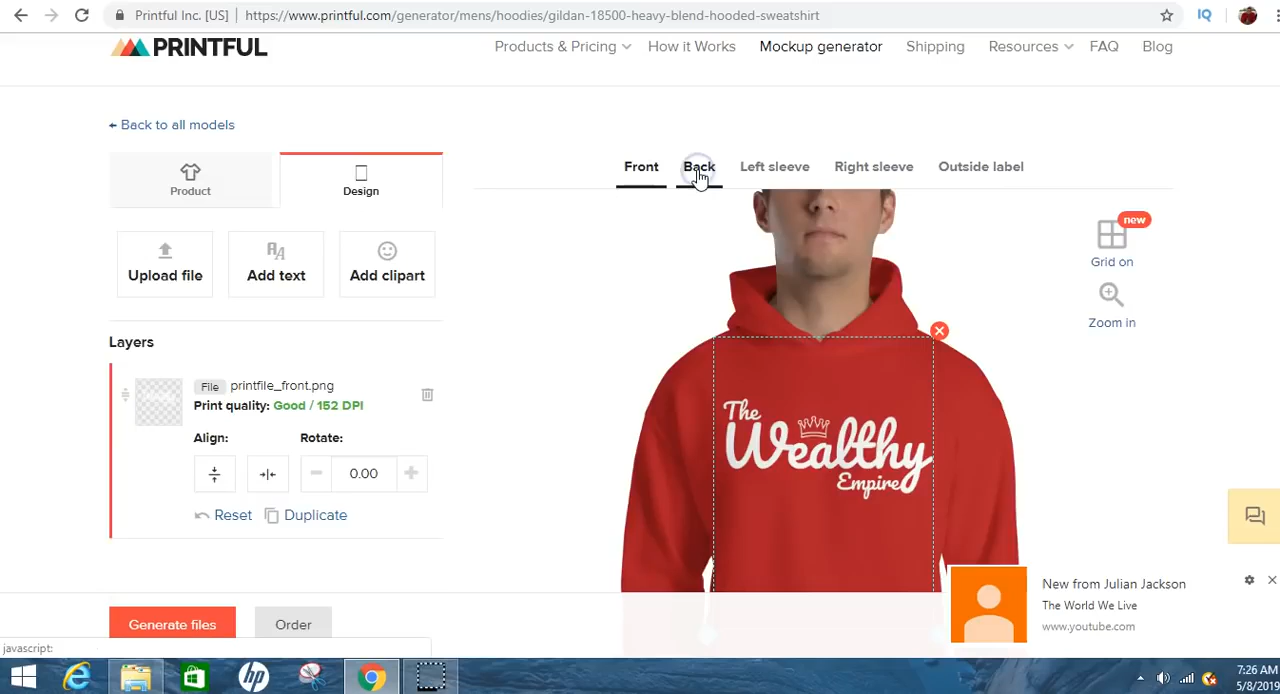 Printful Inc. [US] | https://www.printful.com/generator/mens/hoodies/gildan-18500-heavy-blend-hooded-sweatshirt
IQ
PRINTFUL
Products & Pricing
How it Works
Mockup generator
Shipping
Resources
FAQ
Blog
Back to all models
Product
Design
Front
Back
Left sleeve
Right sleeve
Outside label
new
Grid on
Zoom in
Upload file
Add text
Add clipart
Layers
File printfile_front.png
Print quality: Good / 152 DPI
Align:
Rotate:
0.00
Reset
Duplicate
The
Wealthy
Empire
Generate files
Order
New from Julian Jackson
The World We Live
www.youtube.com
javascript:
hp
7:26 AM
5/8/2019